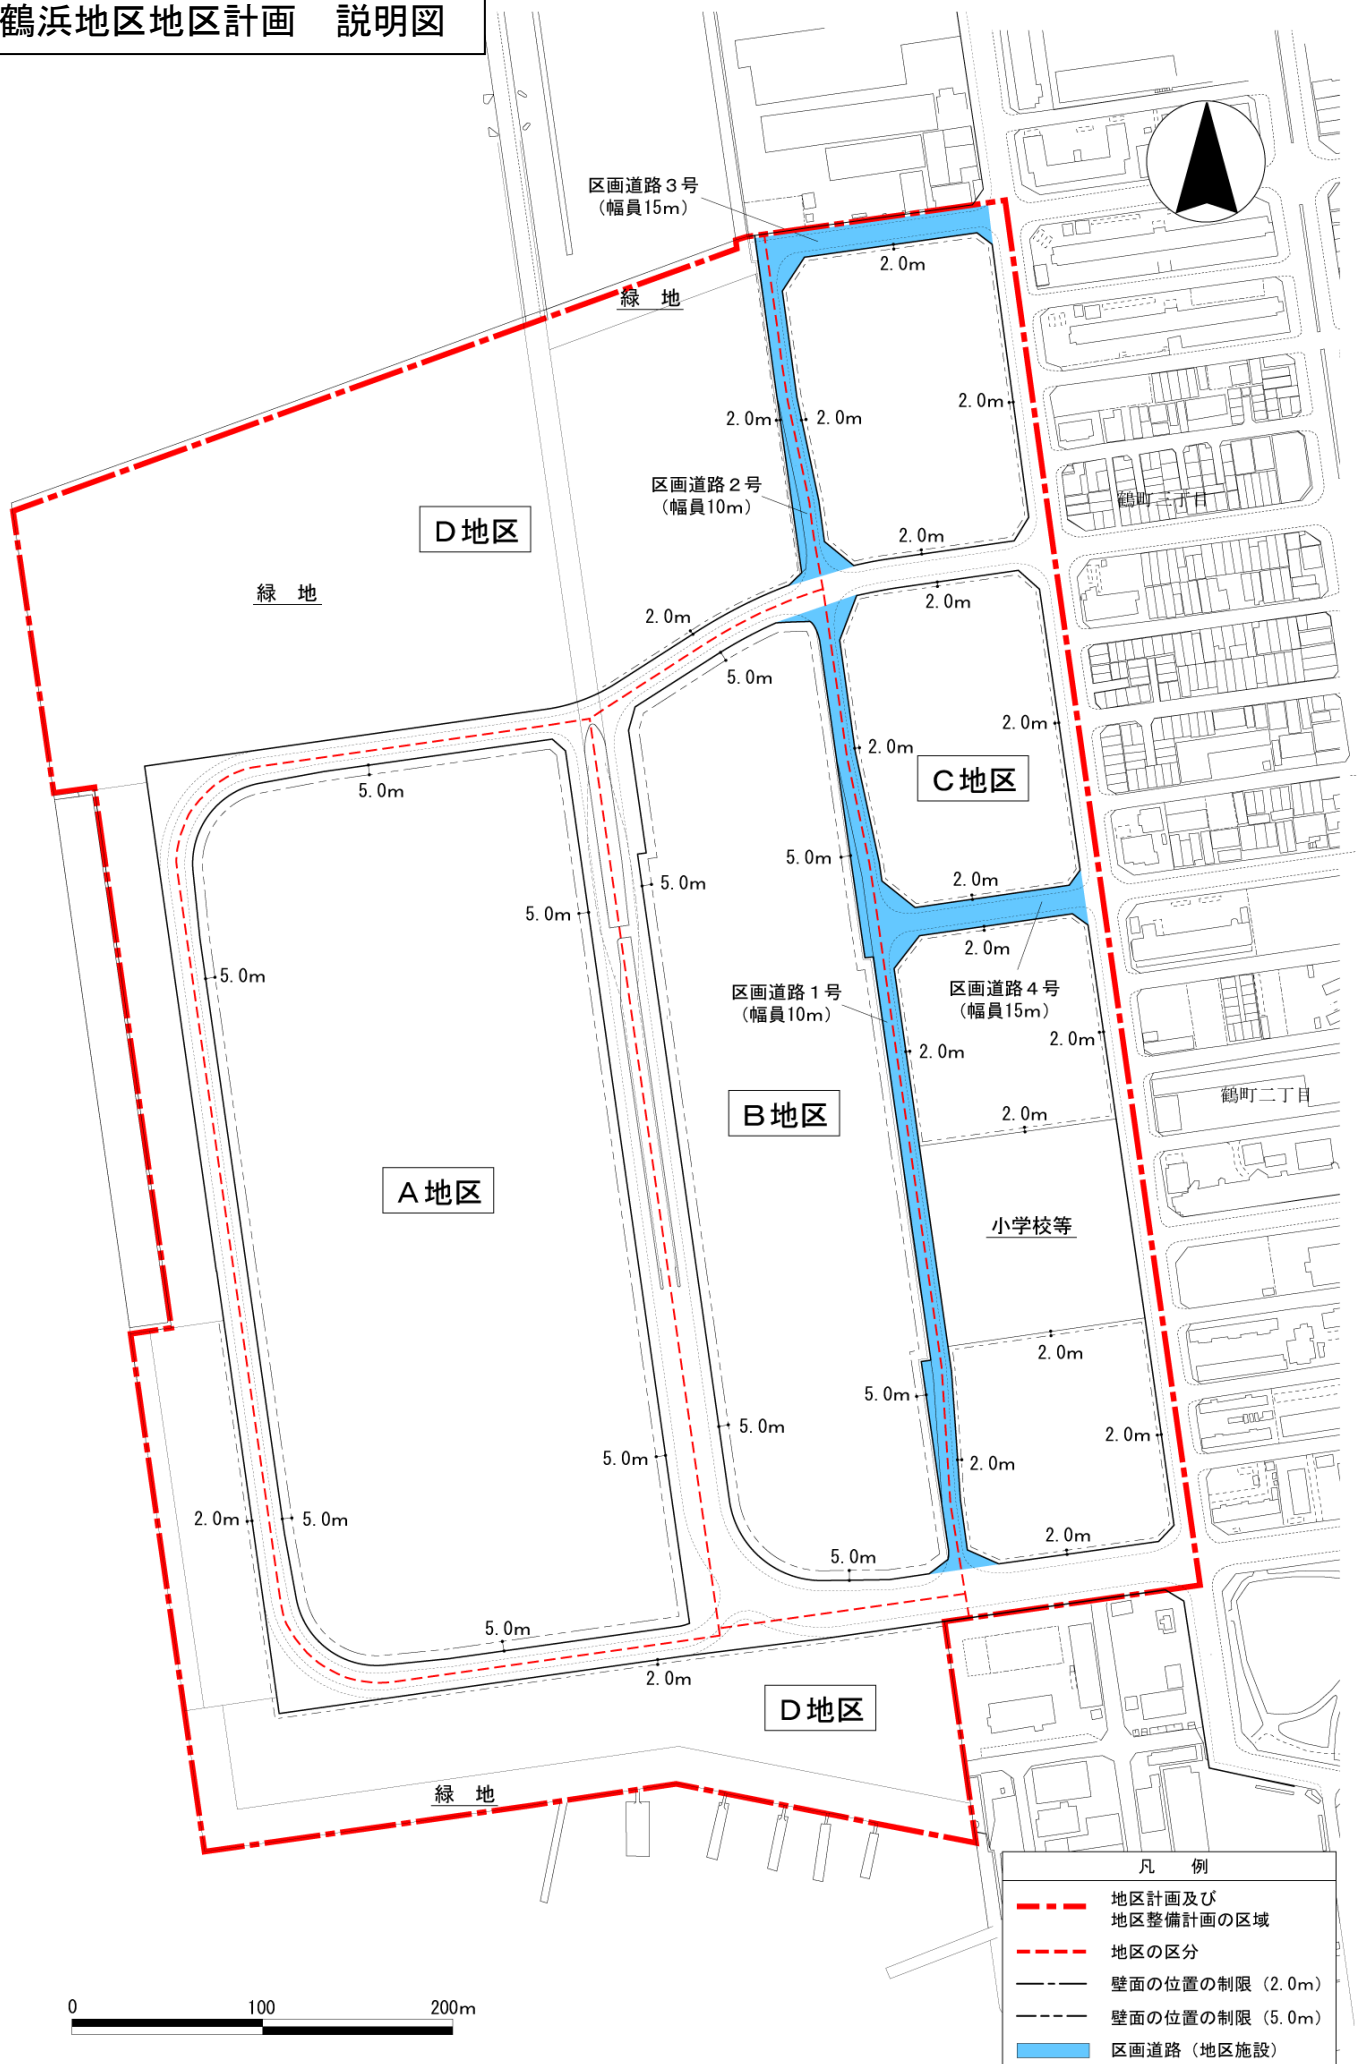 鶴浜地区地区計画　説明図
区画道路３号
（幅員15m）
2.0m
緑　地
2.0m
2.0m
2.0m
区画道路２号
（幅員10m）
鶴町三丁目
D地区
2.0m
緑　地
2.0m
2.0m
5.0m
2.0m
2.0m
C地区
5.0m
5.0m
2.0m
5.0m
5.0m
2.0m
5.0m
区画道路１号
（幅員10m）
区画道路４号
（幅員15m）
2.0m
2.0m
鶴町二丁目
B地区
2.0m
A地区
小学校等
2.0m
5.0m
5.0m
2.0m
5.0m
2.0m
2.0m
5.0m
2.0m
5.0m
5.0m
2.0m
D地区
緑　地
凡　例
地区計画及び
地区整備計画の区域
地区の区分
壁面の位置の制限（2.0m）
壁面の位置の制限（5.0m）
区画道路（地区施設）
0 100 200m